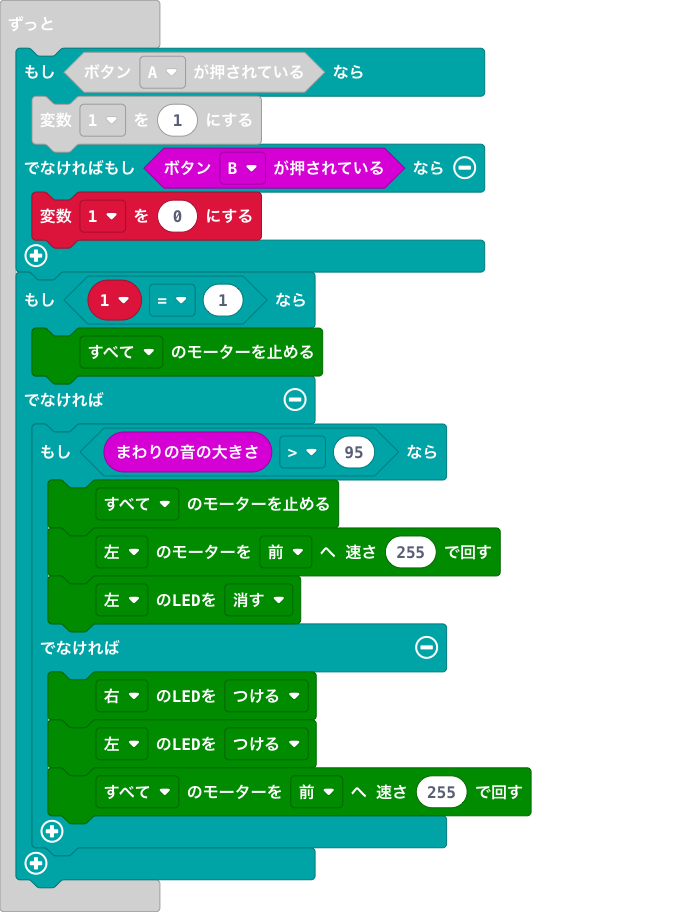 ずっと
もし ボタン A が押されている なら
変数 1 を 1 にする
でなければもし ボタン B が押されている なら
変数 1 を 0 にする
もし 1 = 1 なら
すべて のモーターを止める
でなければ
もし まわりの音の大きさ > 95 なら
すべて のモーターを止める
左 のモーターを 前 へ 速さ 255 で回す
左 のLEDを 消す
でなければ
右 のLEDを つける
左 のLEDを つける
すべて のモーターを 前 へ 速さ 255 で回す